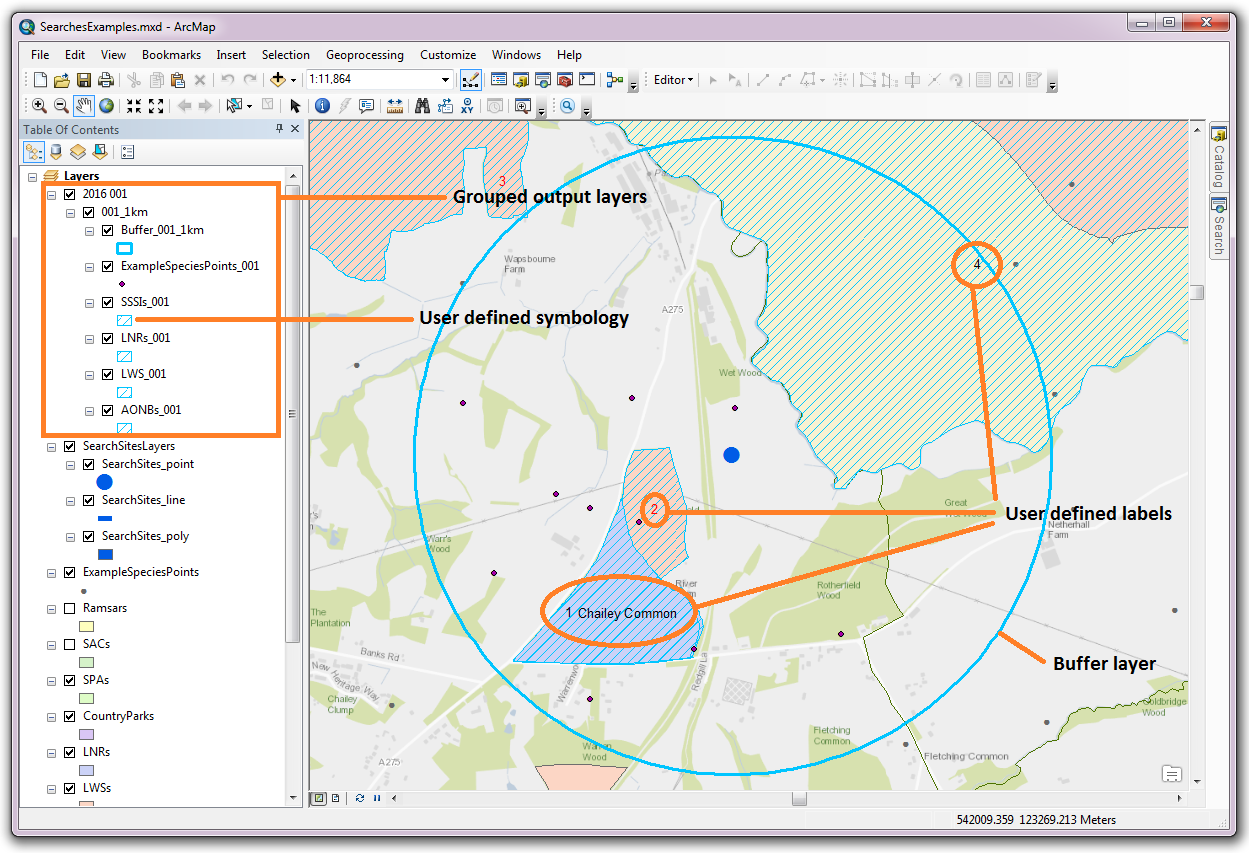 SearchesExamples.mxd - ArcMap
File Edit View Bookmarks Insert Selection Geoprocessing Customize Windows Help
1:11,864
Editor
XY
Table Of Contents
Layers
2016 001
001_1km
Buffer_001_1km
ExampleSpeciesPoints_001
SSSIs_001
LNRs_001
LWS_001
AONBs_001
SearchSitesLayers
SearchSites_point
SearchSites_line
SearchSites_poly
ExampleSpeciesPoints
Ramsars
SACs
SPAs
CountryParks
LNRs
LWSs
Grouped output layers
User defined symbology
User defined labels
Buffer layer
3
4
2
1 Chailey Common
Wapsbourne
Farm
A275
Wet Wood
Great
Netherhall
Farm
Warr's
Wood
River
Rotherfield
Wood
The
Plantation
Banks Rd
New Heritage Way
Chailey
Clump
Redgill La
A275
Warren
Wood
Fletching
Common
Fletching Common
Goldbridge
Wood
Catalog
Search
542009.359 123269.213 Meters